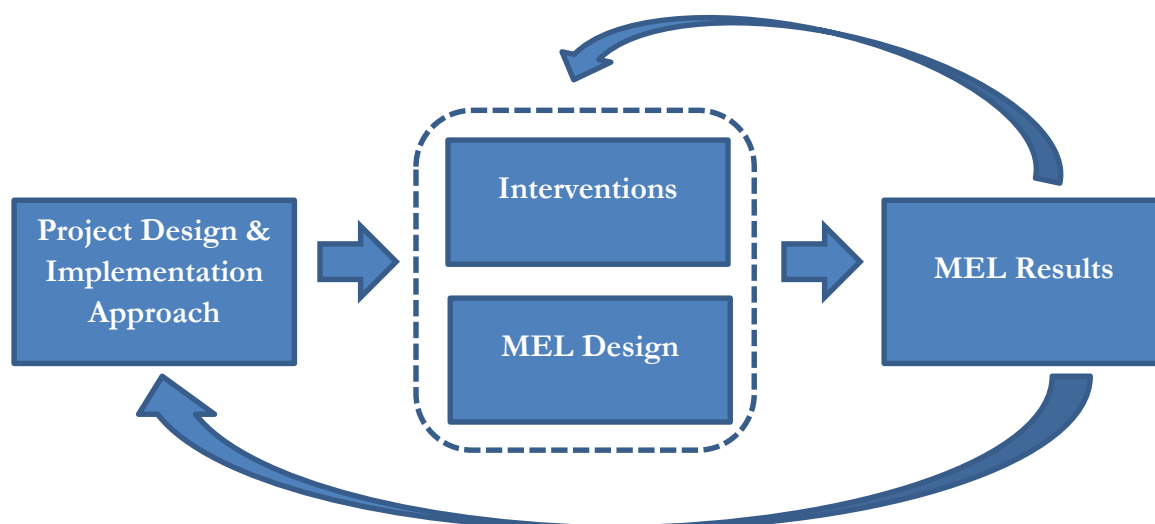 Project Design &
Implementation
Approach
Interventions
MEL Design
MEL Results